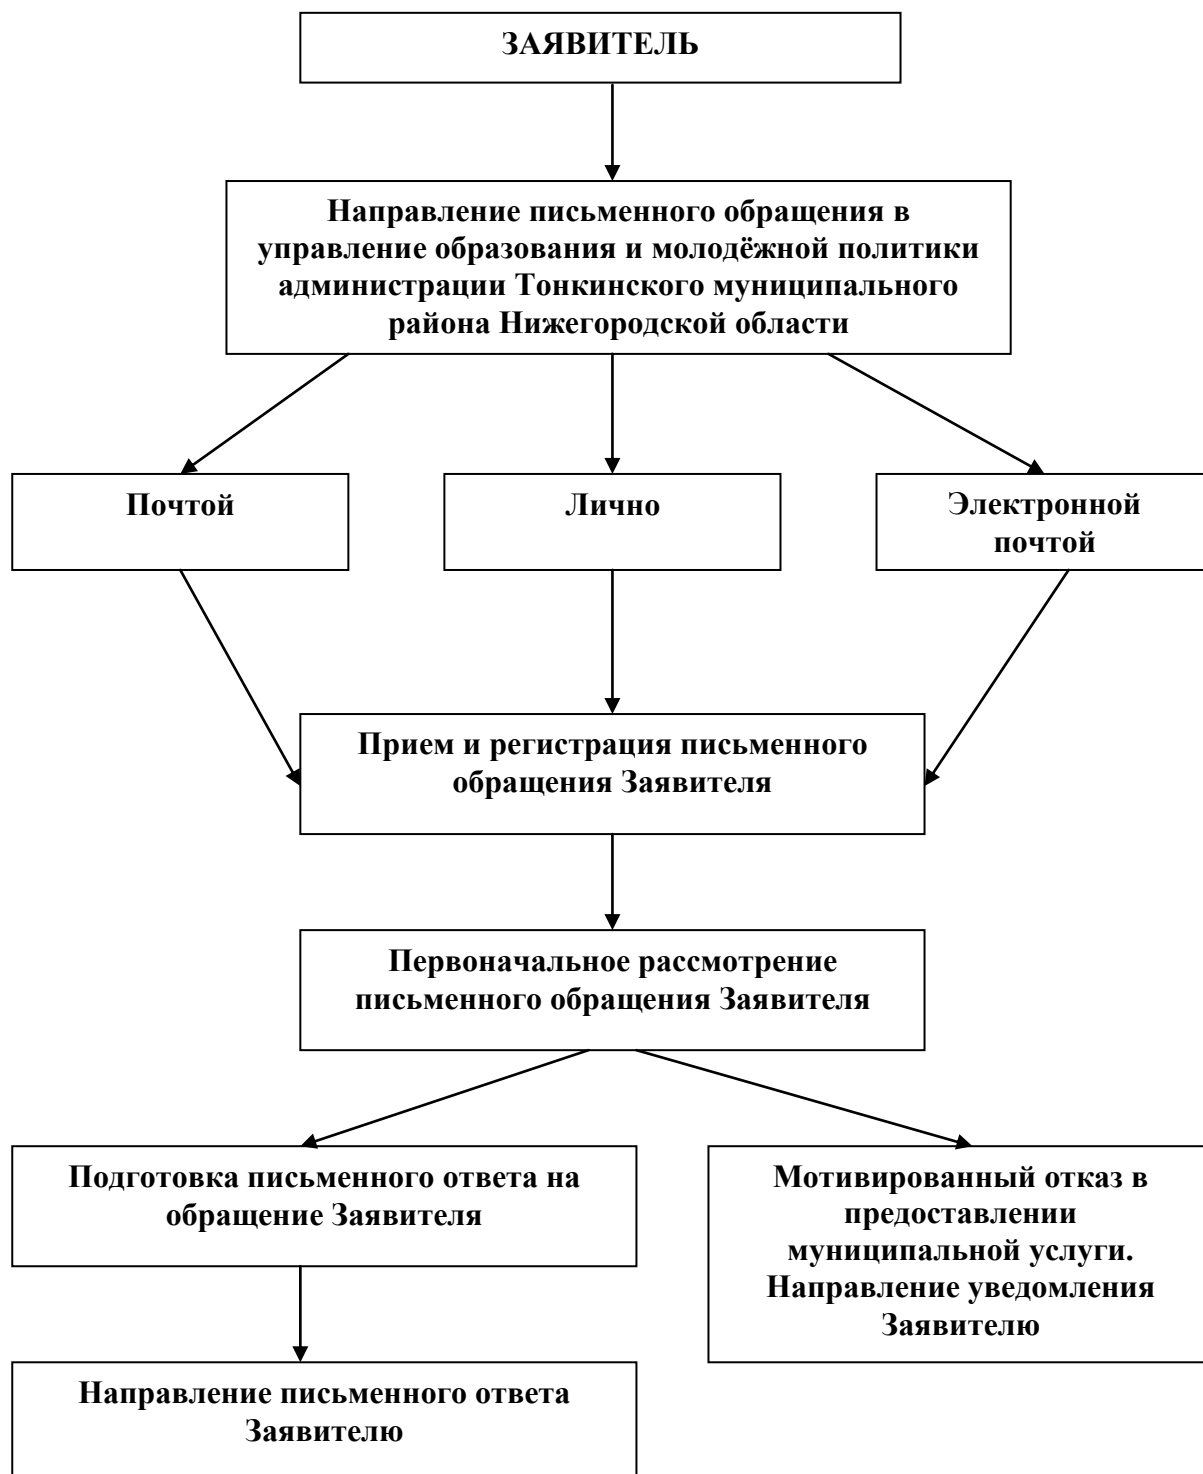 ЗАЯВИТЕЛЬ
Направление письменного обращения в
управление образования и молодёжной политики
администрации Тонкинского муниципального
района Нижегородской области
Почтой
Лично
Электронной
почтой
Прием и регистрация письменного
обращения Заявителя
Первоначальное рассмотрение
письменного обращения Заявителя
Подготовка письменного ответа на
обращение Заявителя
Мотивированный отказ в
предоставлении
муниципальной услуги.
Направление уведомления
Заявителю
Направление письменного ответа
Заявителю